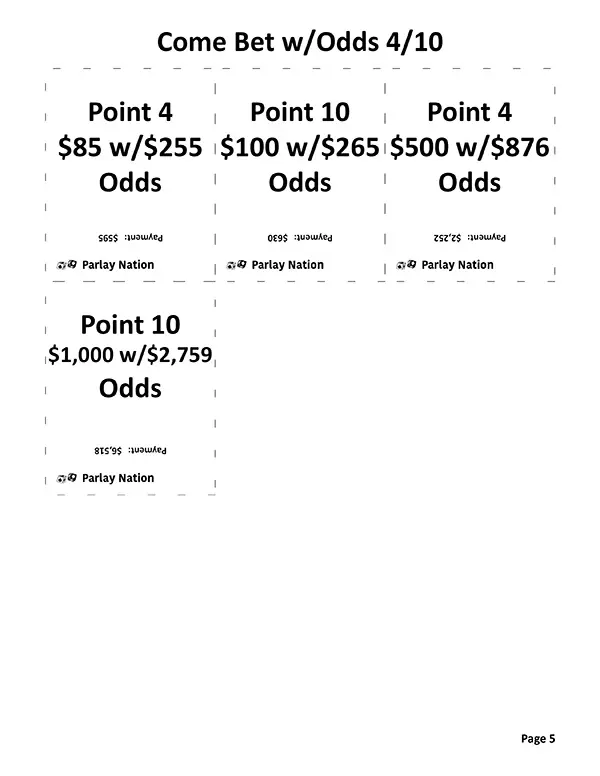 Come Bet w/Odds 4/10
Point 4
$85 w/$255
Odds
Payment: $595
Parlay Nation
Point 10
$100 w/$265
Odds
Payment: $630
Parlay Nation
Point 4
$500 w/$876
Odds
Payment: $2,252
Parlay Nation
Point 10
$1,000 w/$2,759
Odds
Payment: $6,518
Parlay Nation
Page 5